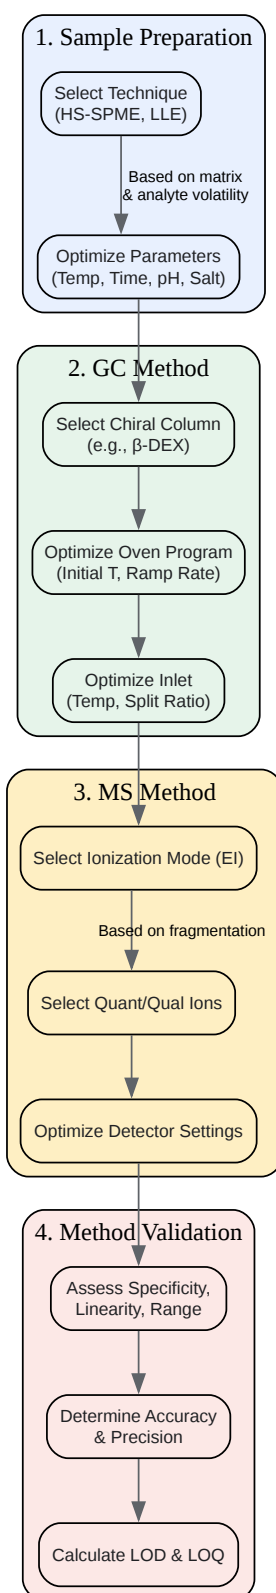 1. Sample Preparation
Select Technique
(HS-SPME, LLE)
Based on matrix
& analyte volatility
Optimize Parameters
(Temp, Time, pH, Salt)
2. GC Method
Select Chiral Column
(e.g., β-DEX)
Optimize Oven Program
(Initial T, Ramp Rate)
Optimize Inlet
(Temp, Split Ratio)
3. MS Method
Select Ionization Mode (EI)
Based on fragmentation
Select Quant/Qual Ions
Optimize Detector Settings
4. Method Validation
Assess Specificity,
Linearity, Range
Determine Accuracy
& Precision
Calculate LOD & LOQ